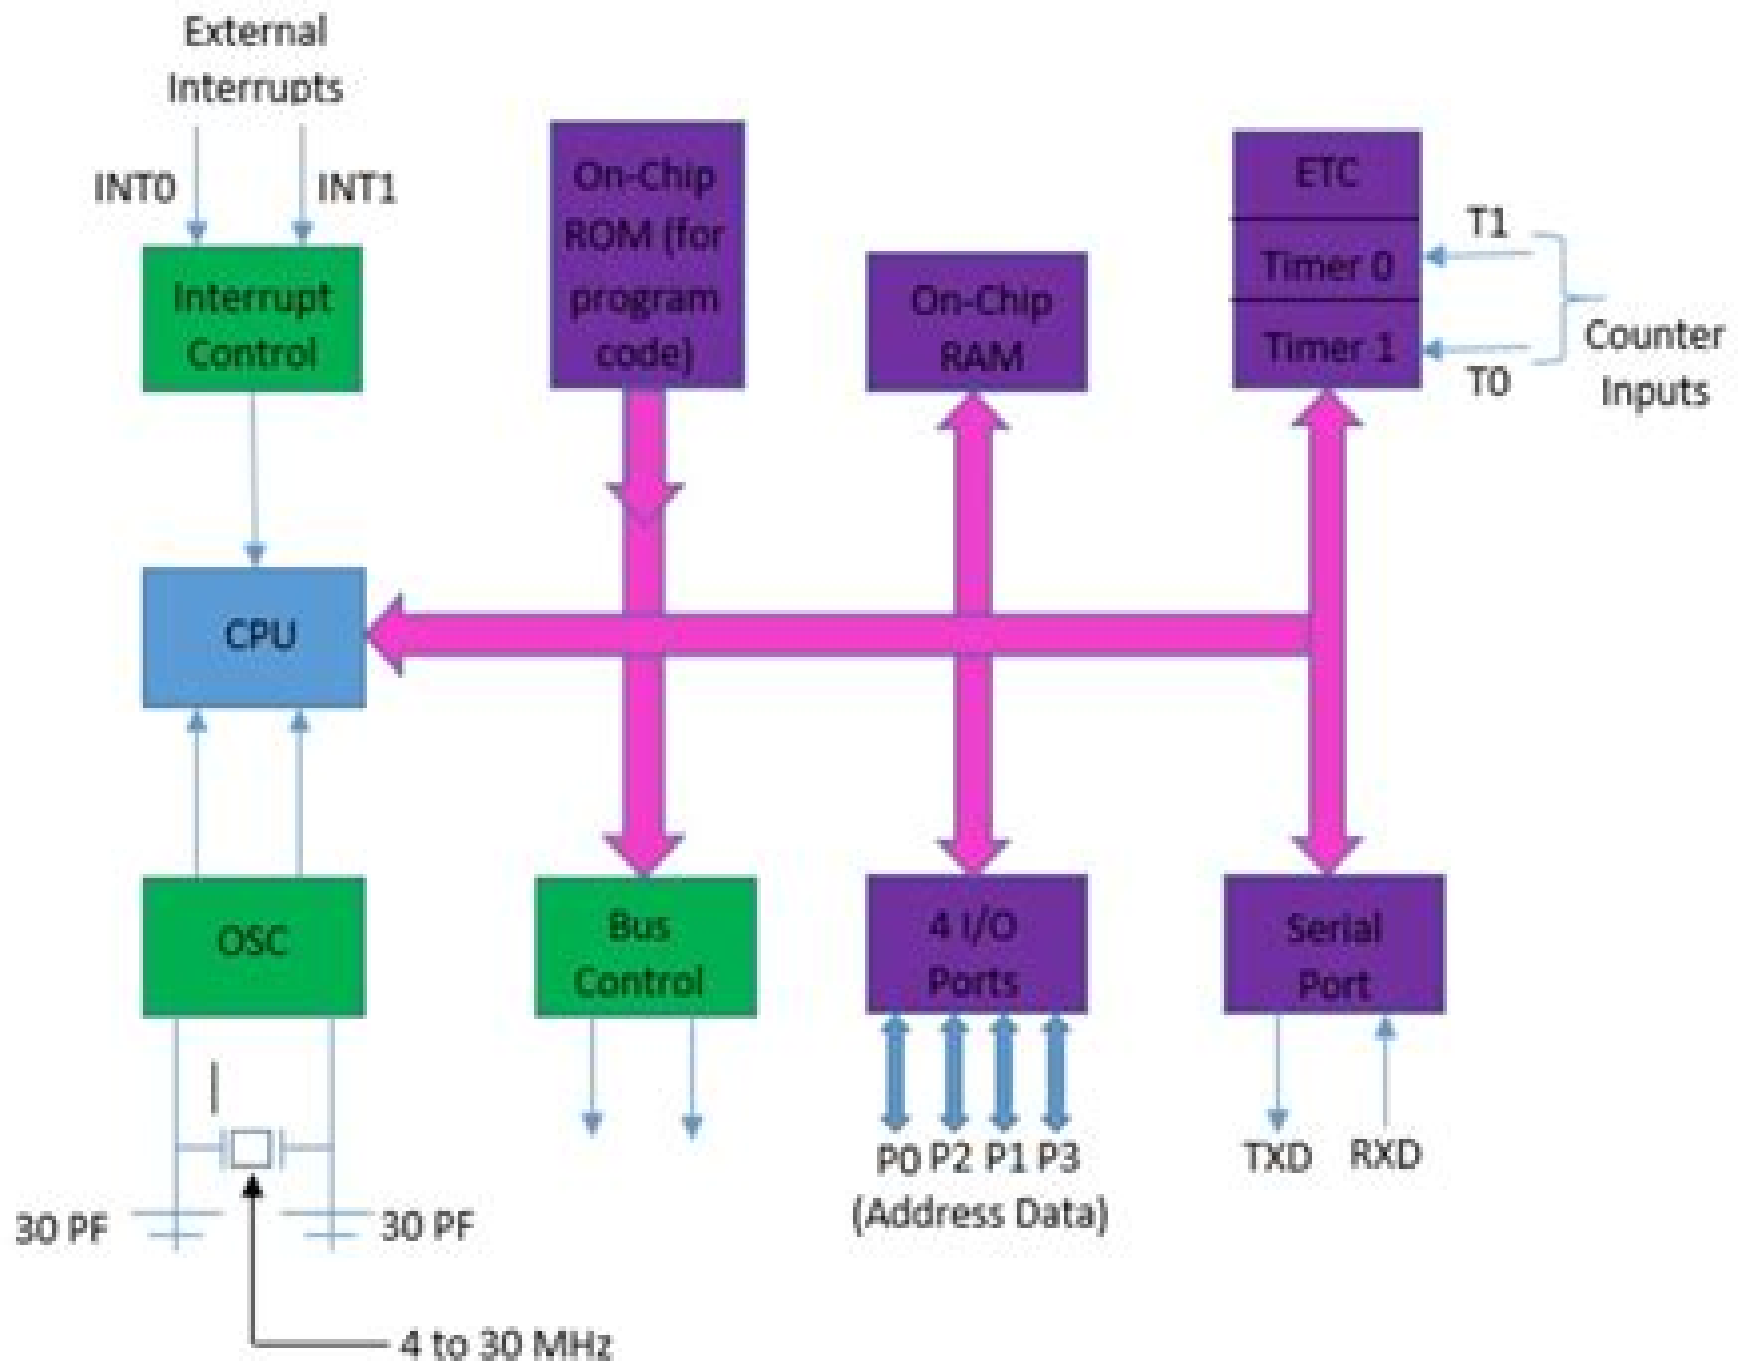 External
Interrupts
INT0
INT1
Interrupt
Control
On-Chip
ROM (for
program
code)
On-Chip
RAM
ETC
Timer 0
Timer 1
T1
T0
Counter
Inputs
CPU
OSC
Bus
Control
4 I/O
Ports
Serial
Port
P0 P2 P1 P3
(Address Data)
TXD
RXD
30 PF
30 PF
4 to 30 MHz